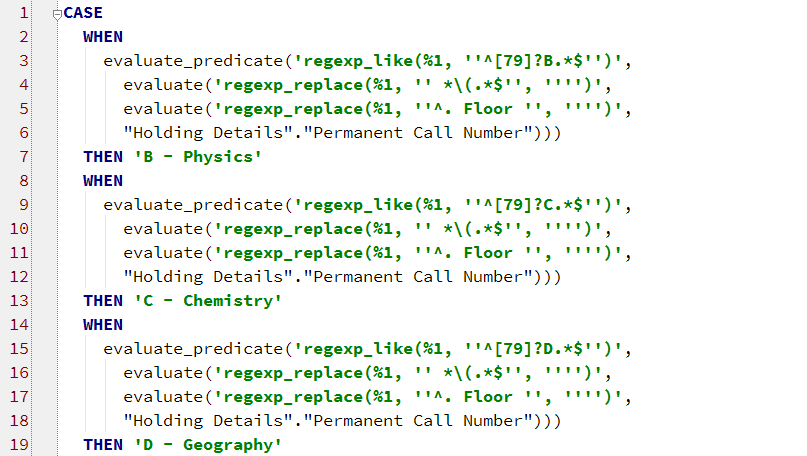 1 CASE
2 WHEN
3 evaluate_predicate('regexp_like(%1, ''^[79]?B.*$'')',
4 evaluate('regexp_replace(%1, '' *\(.*$'', '''')',
5 evaluate('regexp_replace(%1, ''^. Floor '', '''')',
6 "Holding Details"."Permanent Call Number")))
7 THEN 'B - Physics'
8 WHEN
9 evaluate_predicate('regexp_like(%1, ''^[79]?C.*$'')',
10 evaluate('regexp_replace(%1, '' *\(.*$'', '''')',
11 evaluate('regexp_replace(%1, ''^. Floor '', '''')',
12 "Holding Details"."Permanent Call Number")))
13 THEN 'C - Chemistry'
14 WHEN
15 evaluate_predicate('regexp_like(%1, ''^[79]?D.*$'')',
16 evaluate('regexp_replace(%1, '' *\(.*$'', '''')',
17 evaluate('regexp_replace(%1, ''^. Floor '', '''')',
18 "Holding Details"."Permanent Call Number")))
19 THEN 'D - Geography'